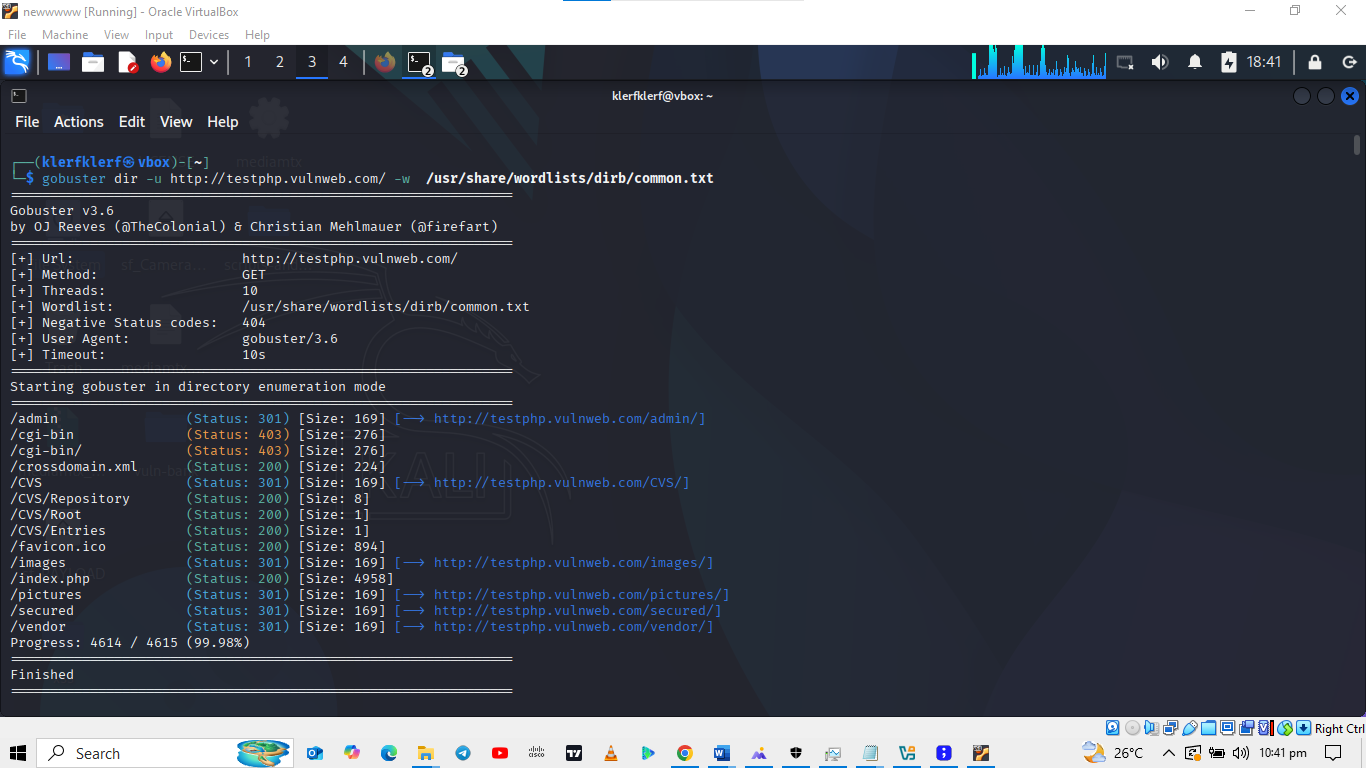 newwwww [Running] - Oracle VirtualBox
File Machine View Input Devices Help
1 2 3 4 2 2 18:41
klerfklerf@vbox: ~
File Actions Edit View Help
┌──(klerfklerf㉿vbox)-[~]
└─$ gobuster dir -u http://testphp.vulnweb.com/ -w  /usr/share/wordlists/dirb/common.txt
===============================================================
Gobuster v3.6
by OJ Reeves (@TheColonial) & Christian Mehlmauer (@firefart)
===============================================================
[+] Url:                     http://testphp.vulnweb.com/
[+] Method:                  GET
[+] Threads:                 10
[+] Wordlist:                /usr/share/wordlists/dirb/common.txt
[+] Negative Status codes:   404
[+] User Agent:              gobuster/3.6
[+] Timeout:                 10s
===============================================================
Starting gobuster in directory enumeration mode
===============================================================
/admin                (Status: 301) [Size: 169] [--> http://testphp.vulnweb.com/admin/]
/cgi-bin              (Status: 403) [Size: 276]
/cgi-bin/             (Status: 403) [Size: 276]
/crossdomain.xml      (Status: 200) [Size: 224]
/CVS                  (Status: 301) [Size: 169] [--> http://testphp.vulnweb.com/CVS/]
/CVS/Repository       (Status: 200) [Size: 8]
/CVS/Root             (Status: 200) [Size: 1]
/CVS/Entries          (Status: 200) [Size: 1]
/favicon.ico          (Status: 200) [Size: 894]
/images               (Status: 301) [Size: 169] [--> http://testphp.vulnweb.com/images/]
/index.php            (Status: 200) [Size: 4958]
/pictures             (Status: 301) [Size: 169] [--> http://testphp.vulnweb.com/pictures/]
/secured              (Status: 301) [Size: 169] [--> http://testphp.vulnweb.com/secured/]
/vendor               (Status: 301) [Size: 169] [--> http://testphp.vulnweb.com/vendor/]
Progress: 4614 / 4615 (99.98%)
===============================================================
Finished
===============================================================
Right Ctrl
Search 26°C 10:41 pm